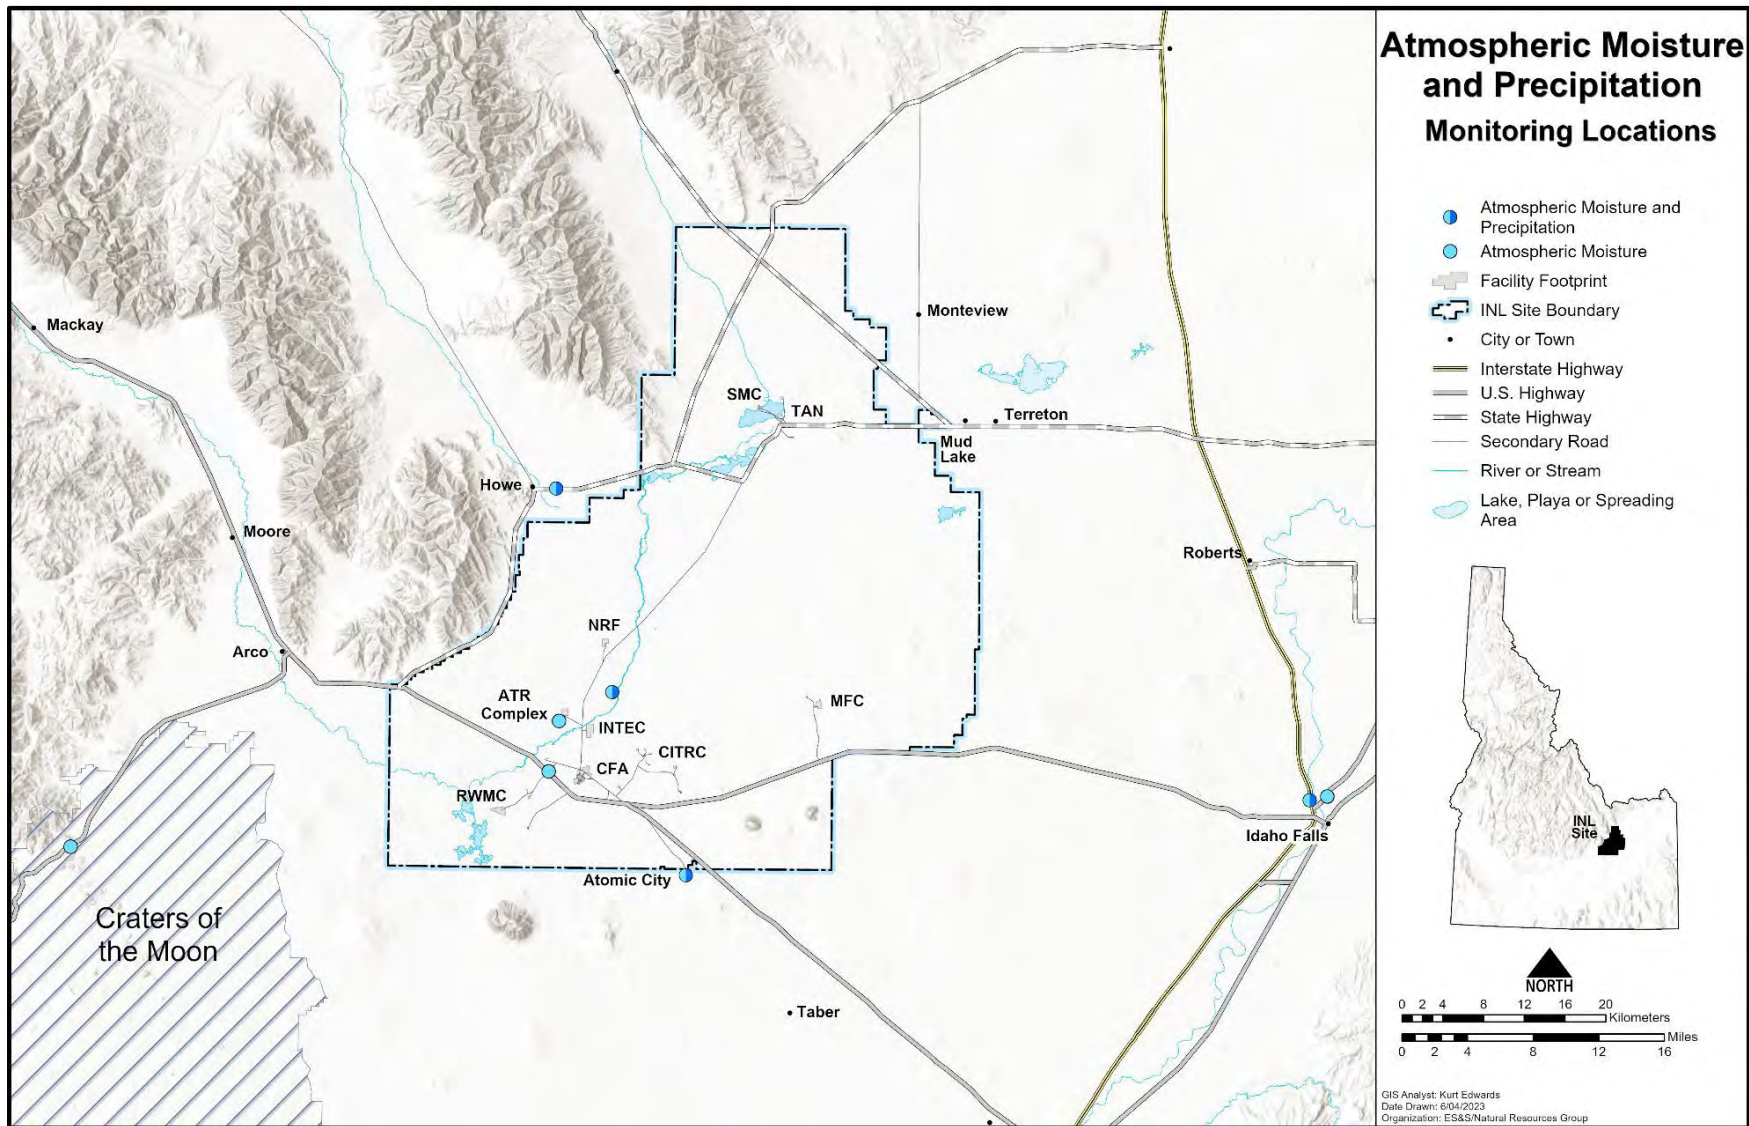 Atmospheric Moisture
and Precipitation
Monitoring Locations
Atmospheric Moisture and
Precipitation
Atmospheric Moisture
Facility Footprint
INL Site Boundary
City or Town
Interstate Highway
U.S. Highway
State Highway
Secondary Road
River or Stream
Lake, Playa or Spreading
Area
Mackay
Monteview
SMC
TAN
Terreton
Mud
Lake
Howe
Moore
Roberts
NRF
Arco
ATR
Complex
MFC
INTEC
CITRC
CFA
RWMC
Idaho Falls
Atomic City
Craters of
the Moon
Taber
INL
Site
NORTH
0 2 4 8 12 16 20
Kilometers
Miles
0 2 4 8 12 16
GIS Analyst: Kurt Edwards
Date Drawn: 6/04/2023
Organization: ES&S/Natural Resources Group